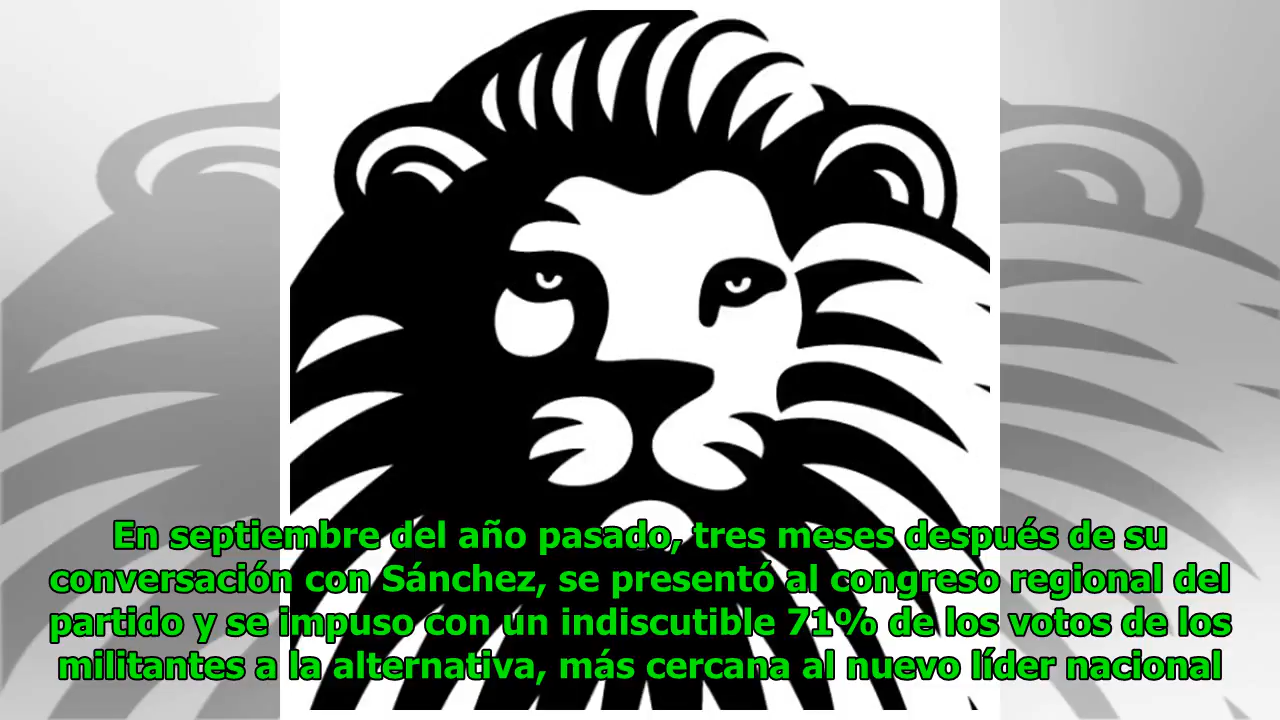 En septiembre del año pasado, tres meses después de su
conversación con Sánchez, se presentó al congreso regional del
partido y se impuso con un indiscutible 71% de los votos de los
militantes a la alternativa, más cercana al nuevo líder nacional